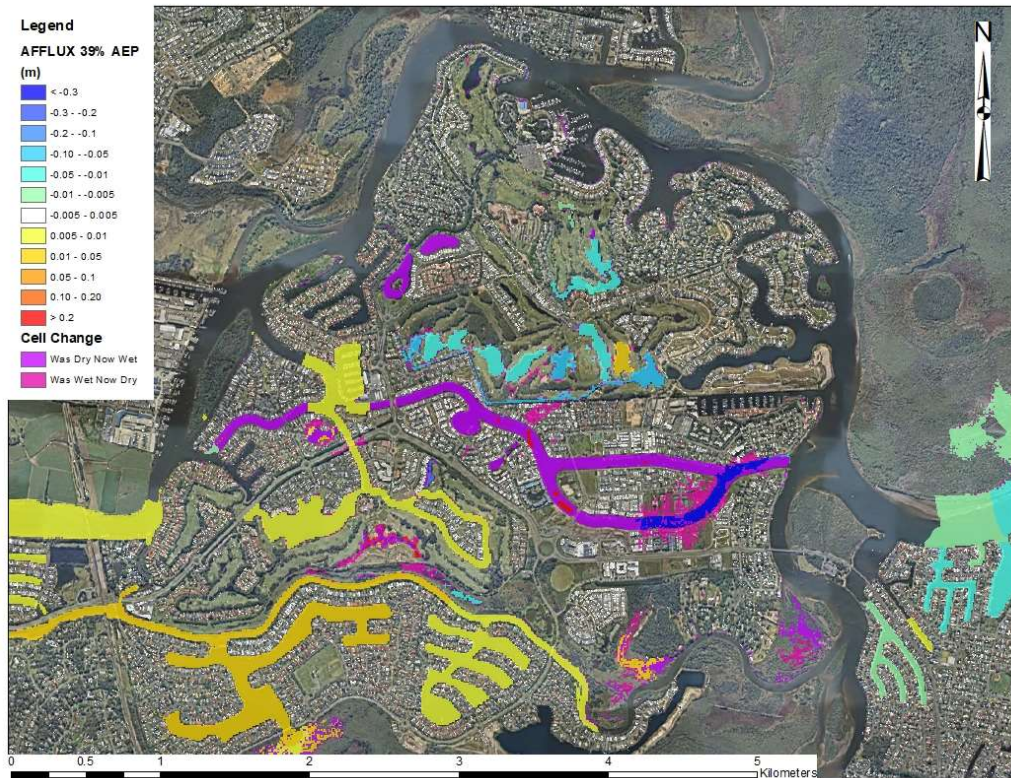 Legend
AFFLUX 39% AEP
(m)
< -0.3
-0.3 - -0.2
-0.2 - -0.1
-0.10 - -0.05
-0.05 - -0.01
-0.01 - -0.005
-0.005 - 0.005
0.005 - 0.01
0.01 - 0.05
0.05 - 0.1
0.10 - 0.20
> 0.2
Cell Change
Was Dry Now Wet
Was Wet Now Dry
N
0 0.5 1 2 3 4 5
Kilometers